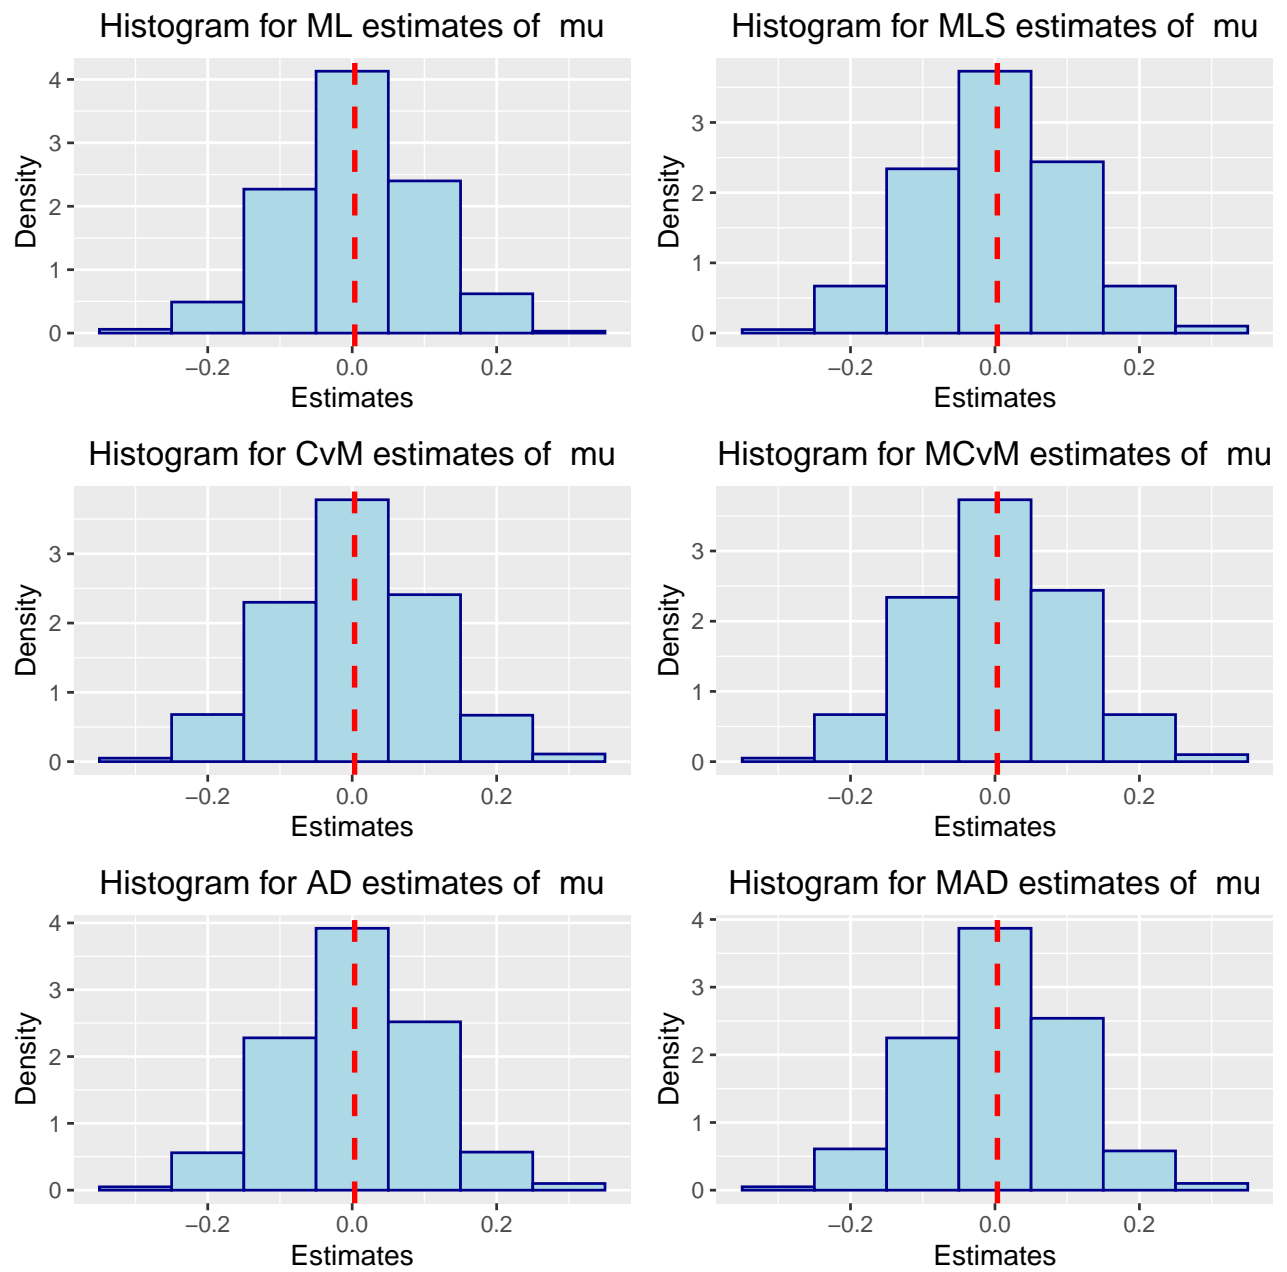 Histogram for ML estimates of  mu
Density
4
3
2
1
0
−0.2
0.0
0.2
Estimates
Histogram for MLS estimates of  mu
Density
3
2
1
0
−0.2
0.0
0.2
Estimates
Histogram for CvM estimates of  mu
Density
3
2
1
0
−0.2
0.0
0.2
Estimates
Histogram for MCvM estimates of  mu
Density
3
2
1
0
−0.2
0.0
0.2
Estimates
Histogram for AD estimates of  mu
Density
4
3
2
1
0
−0.2
0.0
0.2
Estimates
Histogram for MAD estimates of  mu
Density
4
3
2
1
0
−0.2
0.0
0.2
Estimates